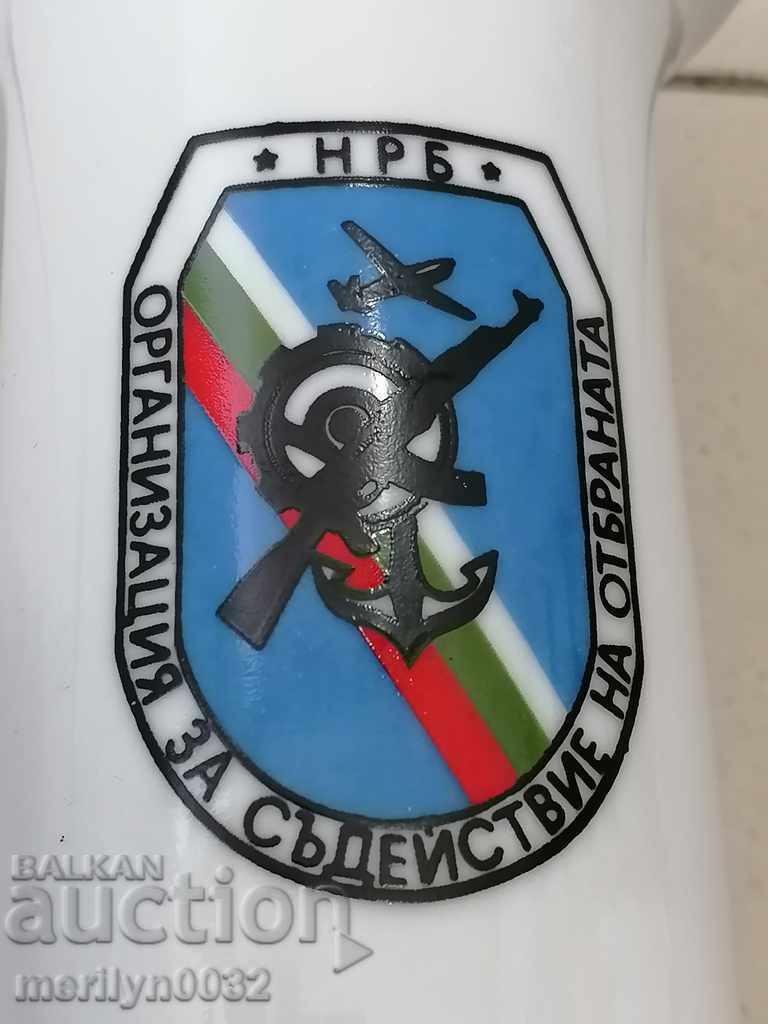 ★ НРБ ★
ОРГАНИЗАЦИЯ ЗА СЪДЕЙСТВИЕ НА ОТБРАНАТА
BALKAN
auction
merilyn0032